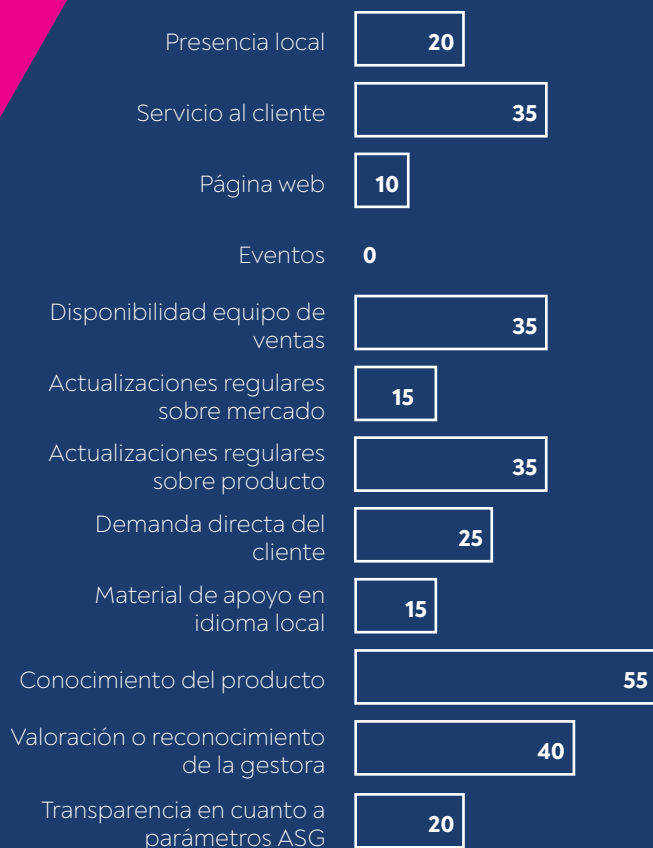 Presencia local 20
Servicio al cliente 35
Página web 10
Eventos 0
Disponibilidad equipo de
ventas 35
Actualizaciones regulares
sobre mercado 15
Actualizaciones regulares
sobre producto 35
Demanda directa del
cliente 25
Material de apoyo en
idioma local 15
Conocimiento del producto 55
Valoración o reconocimiento
de la gestora 40
Transparencia en cuanto a
parámetros ASG 20